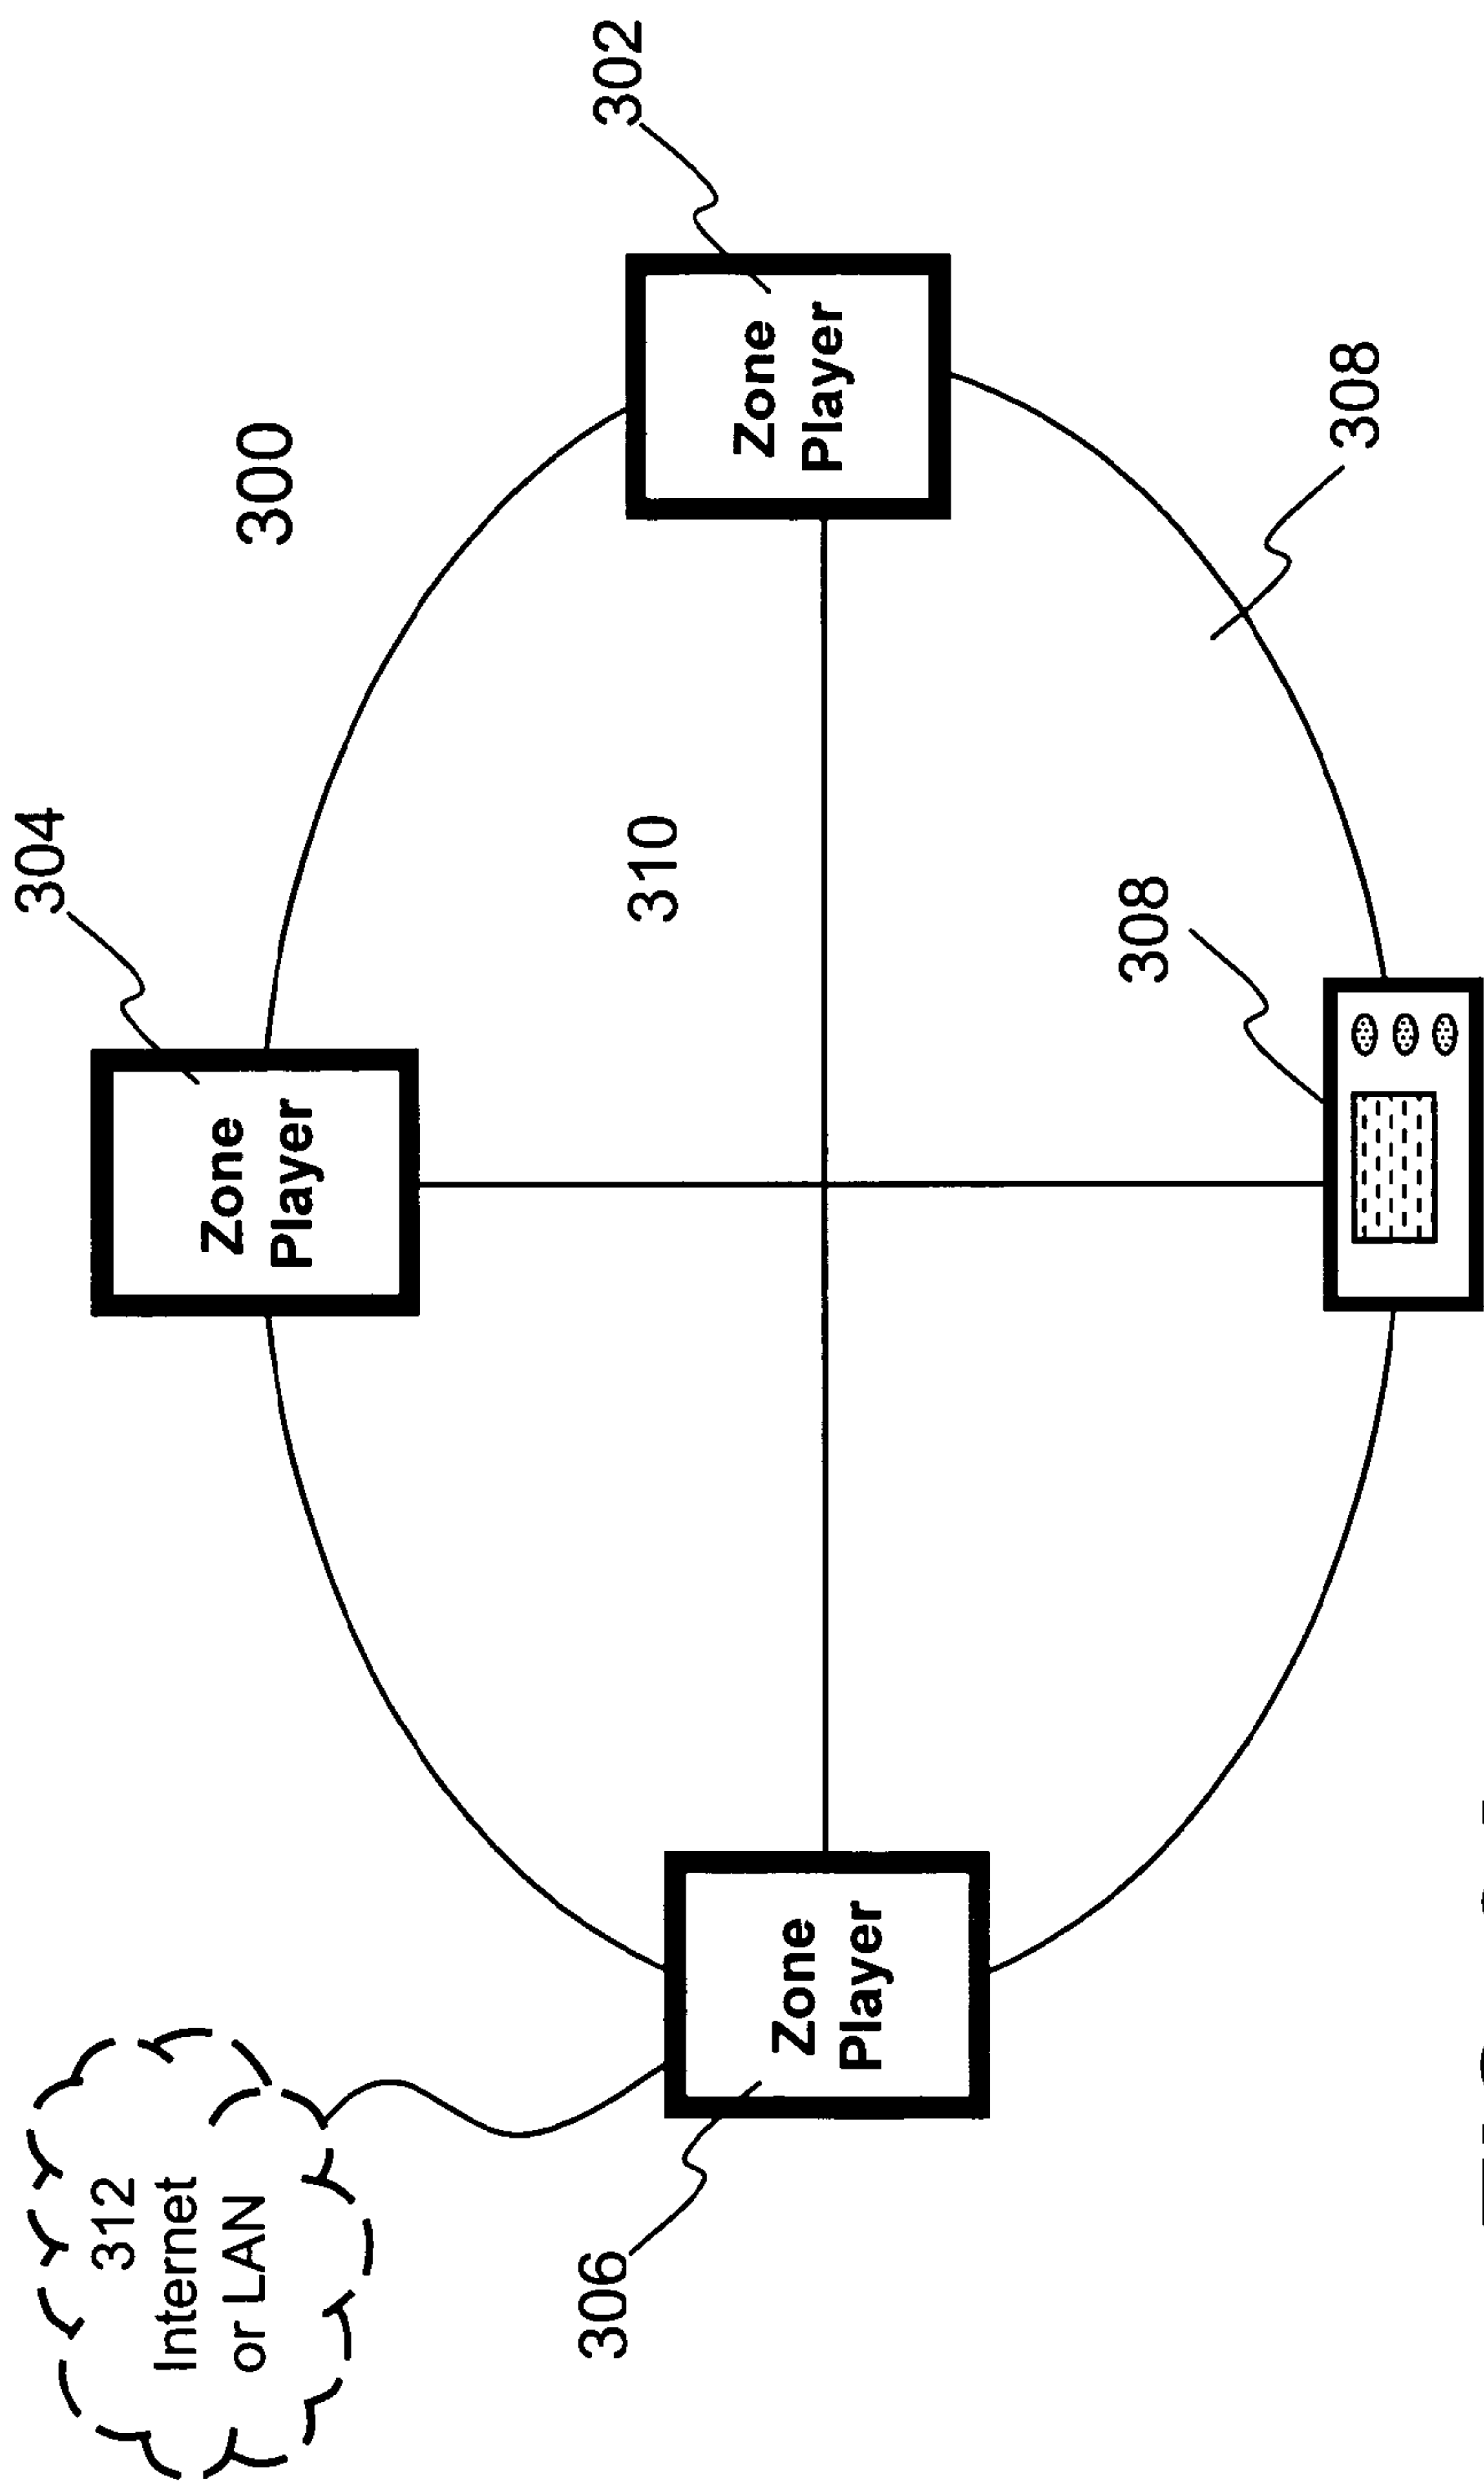 304
312
Internet
or LAN
Zone
Player
300
306
310
302
Zone
Player
Zone
Player
308
308